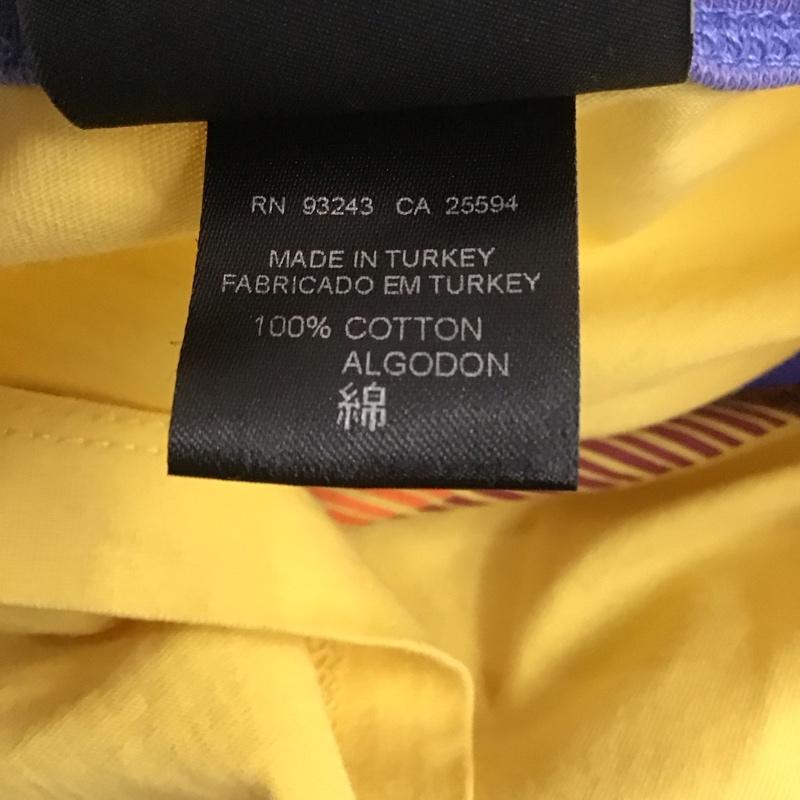 RN 93243 CA 25594
MADE IN TURKEY
FABRICADO EM TURKEY
100% COTTON
ALGODON
綿